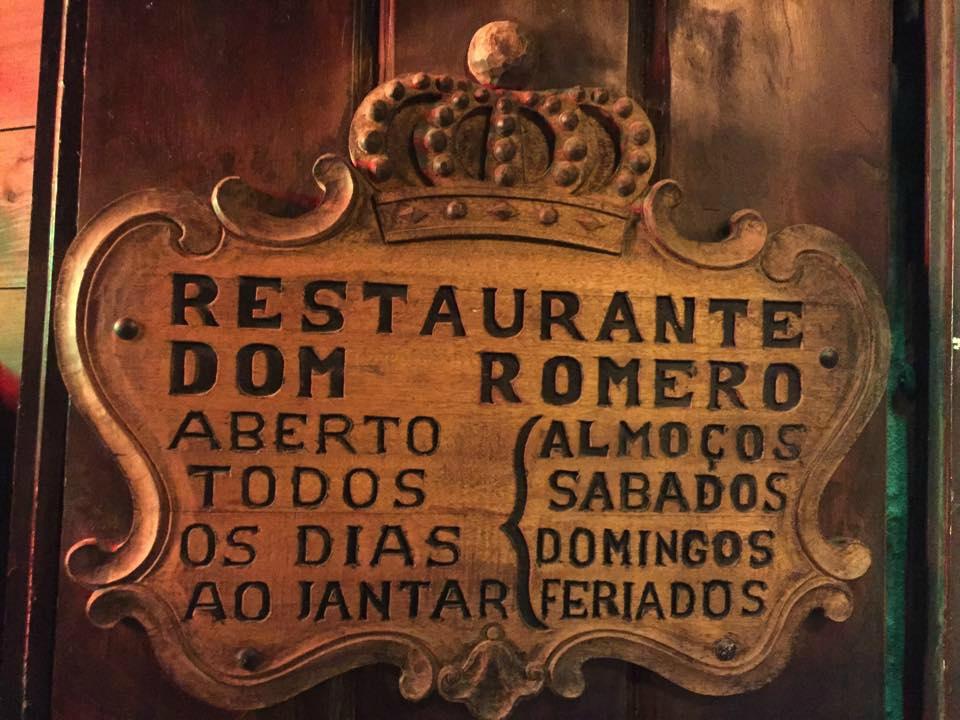 RESTAURANTE
DOM ROMERO
ABERTO
TODOS
OS DIAS
AO JANTAR
ALMOÇOS
SABADOS
DOMINGOS
FERIADOS